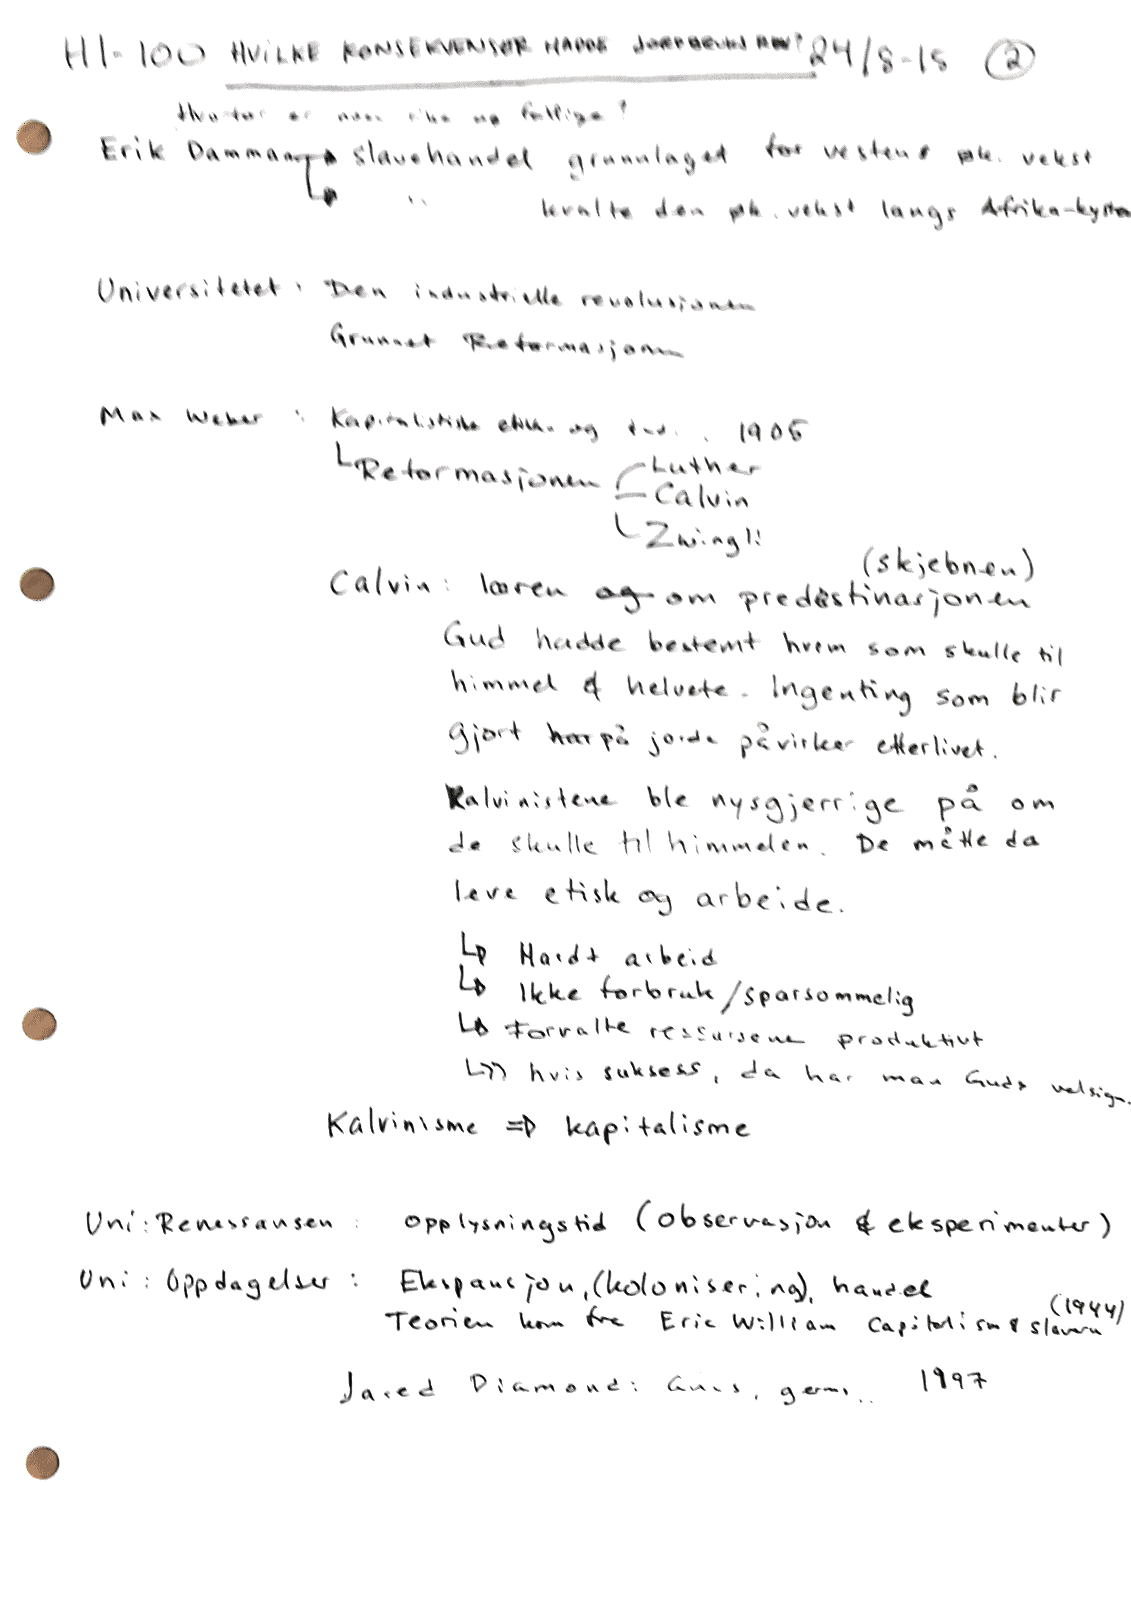 HI-100 HVILKE KONSEKVENSER HADDE JORDBRUKS REV? 24/8-15 2
Hvorfor er noen rike og fattige?
Erik Damman → slavehandel grunnlaget for vestens øk. vekst
↳ " kvalte den øk. vekst langs Afrika-kysten
Universitetet: Den industrielle revolusjonen
Grunnet Reformasjonen
Max Weber: Kapitalistiske etikk og 1905
↳ Reformasjonen Luther
Calvin
Zwingli
(skjebnen)
Calvin: læren og om predestinasjonen
Gud hadde bestemt hvem som skulle til
himmel & helvete. Ingenting som blir
gjort her på jorda påvirker etterlivet.
Kalvinistene ble nysgjerrige på om
de skulle til himmelen. De måtte da
leve etisk og arbeide.
↳ Hardt arbeid
↳ Ikke forbruk/sparsommelig
↳ Forvalte ressursene produktivt
↳ hvis suksess, da har man Guds velsign.
Kalvinisme ⇒ kapitalisme
Uni: Renessansen: Opplysningstid (observasjon & eksperimenter)
Uni: Oppdagelser: Ekspansjon, (kolonisering), handel
Teorien kom fra Eric William Capitalism & slavery (1944)
Jared Diamond: Guns, germs.. 1997